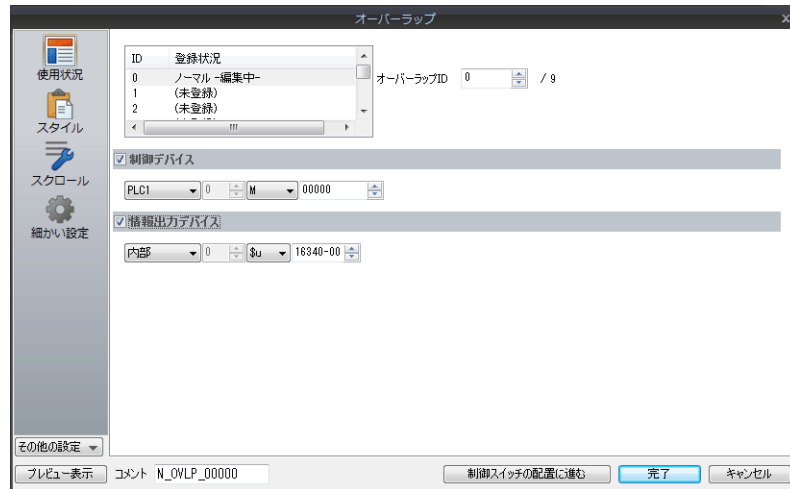 オーバーラップ
使用状況
スタイル
スクロール
細かい設定
その他の設定
ID 登録状況
0 ノーマル -編集中-
1 (未登録)
2 (未登録)
オーバーラップID 0 / 9
制御デバイス
PLC1 0 M 00000
情報出力デバイス
内部 0 $u 16340-00
プレビュー表示 コメント N_OVLP_00000 制御スイッチの配置に進む 完了 キャンセル